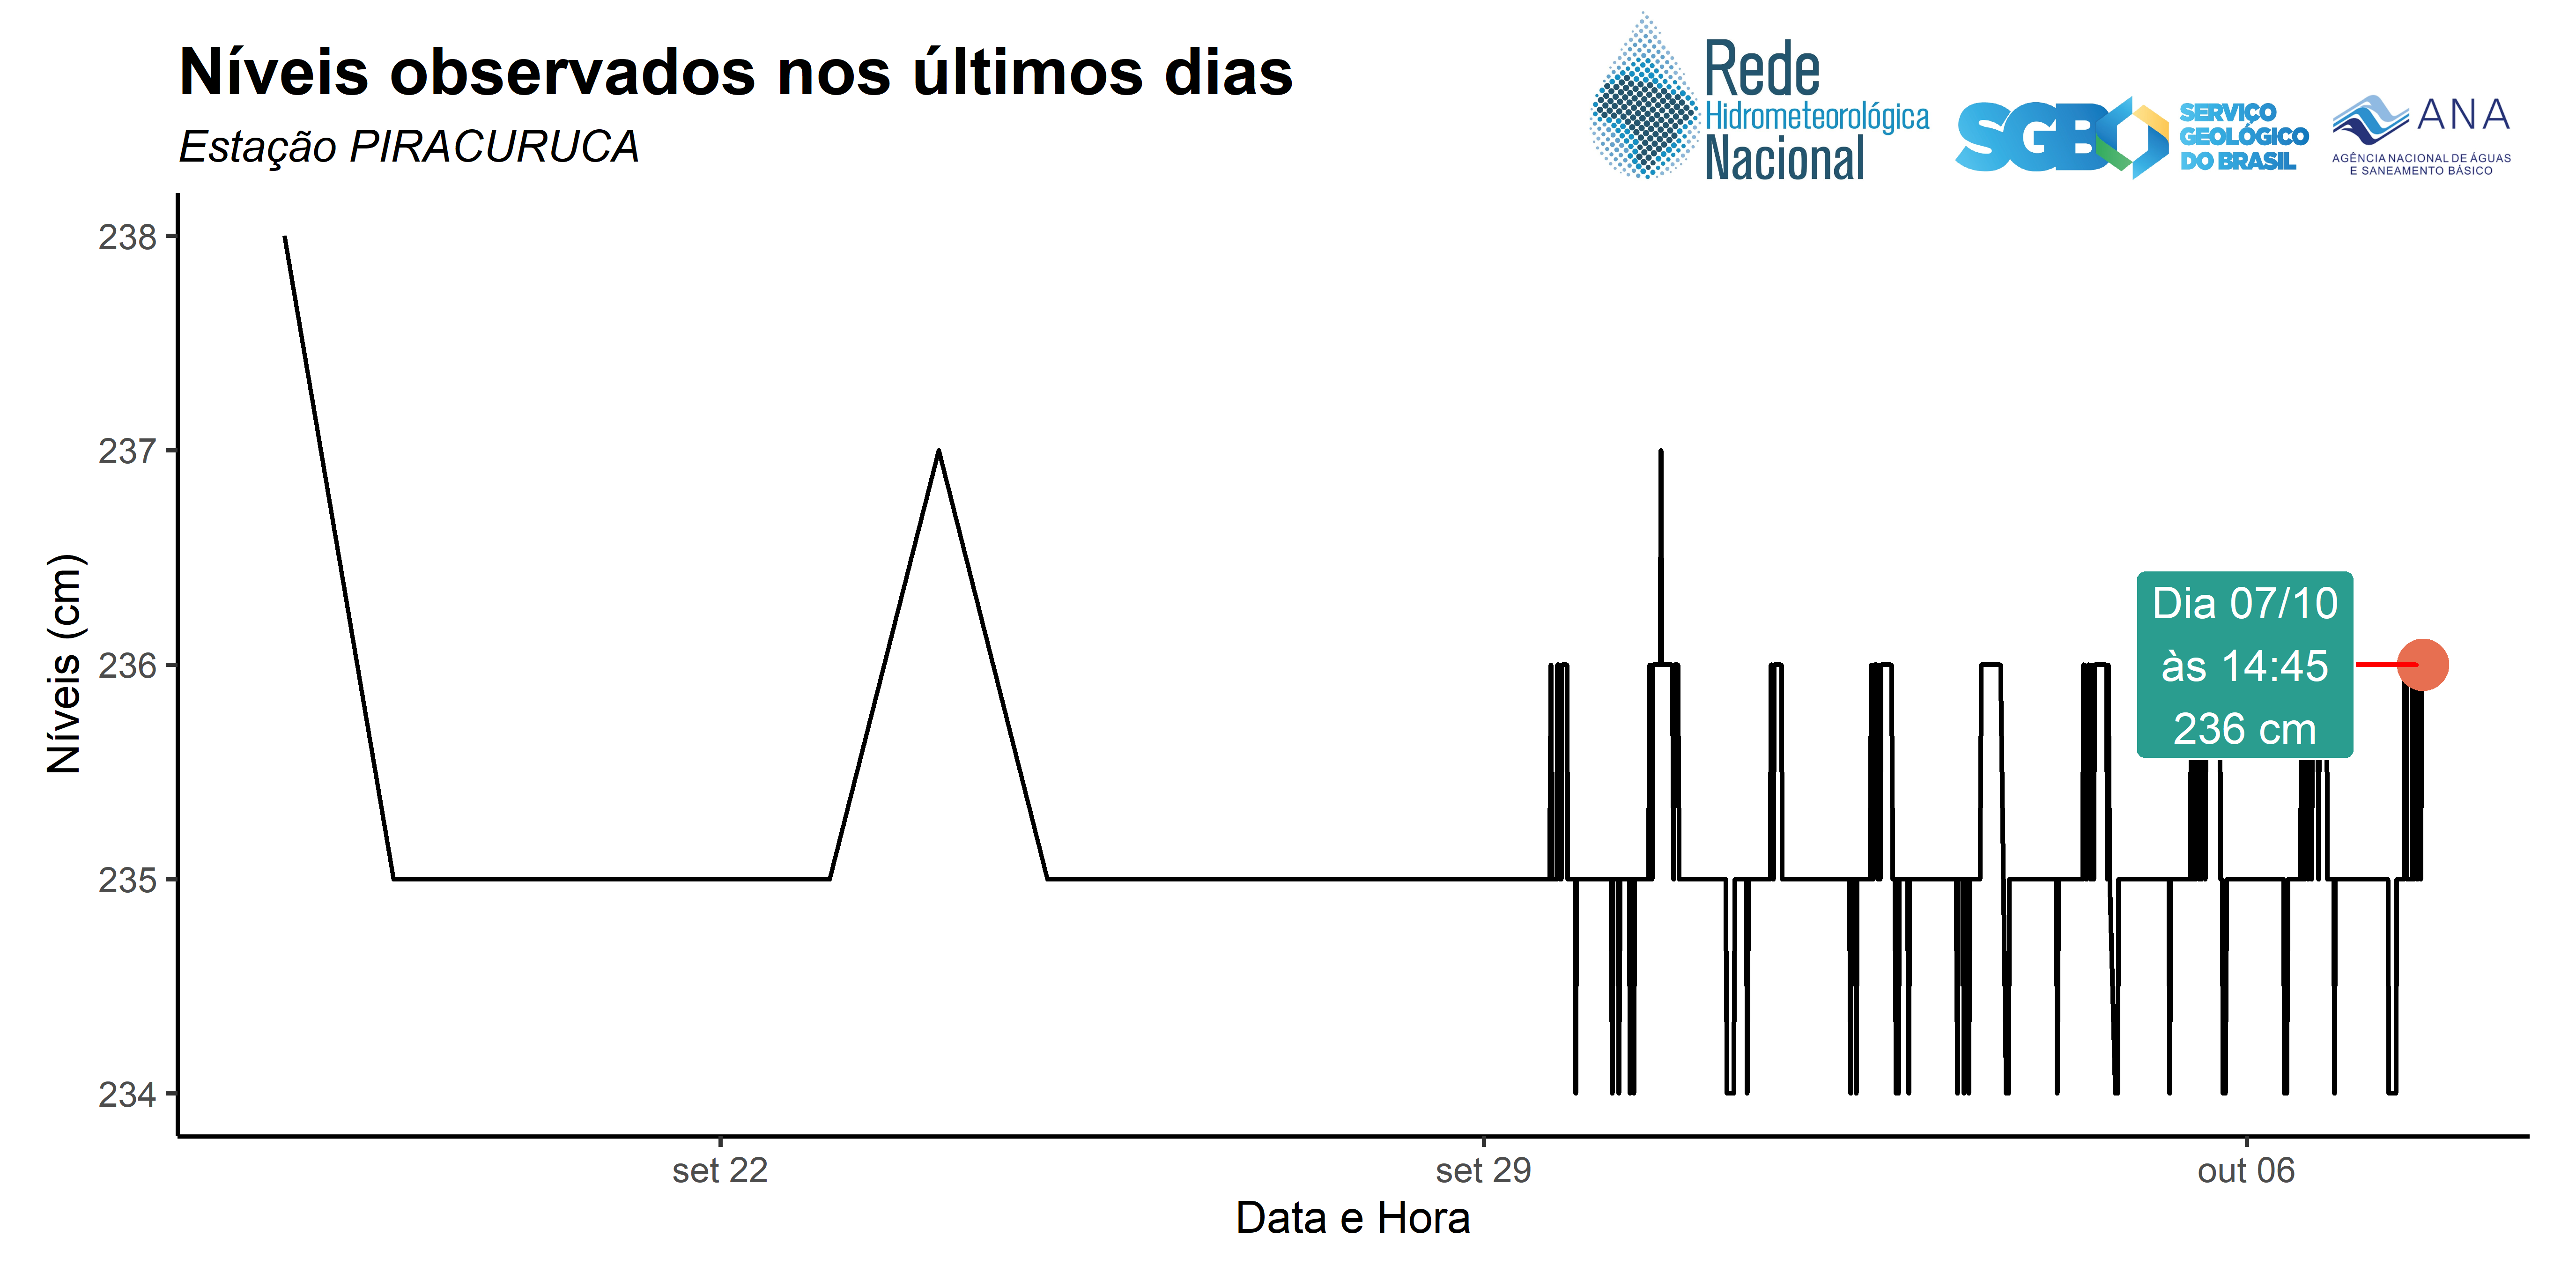 Níveis observados nos últimos dias
Estação PIRACURUCA
Rede
Hidrometeorológica
Nacional
SGB
SERVIÇO
GEOLÓGICO
DO BRASIL
ANA
AGÊNCIA NACIONAL DE ÁGUAS
E SANEAMENTO BÁSICO
Níveis (cm)
238
237
236
235
234
Dia 07/10
às 14:45
236 cm
set 22
set 29
out 06
Data e Hora